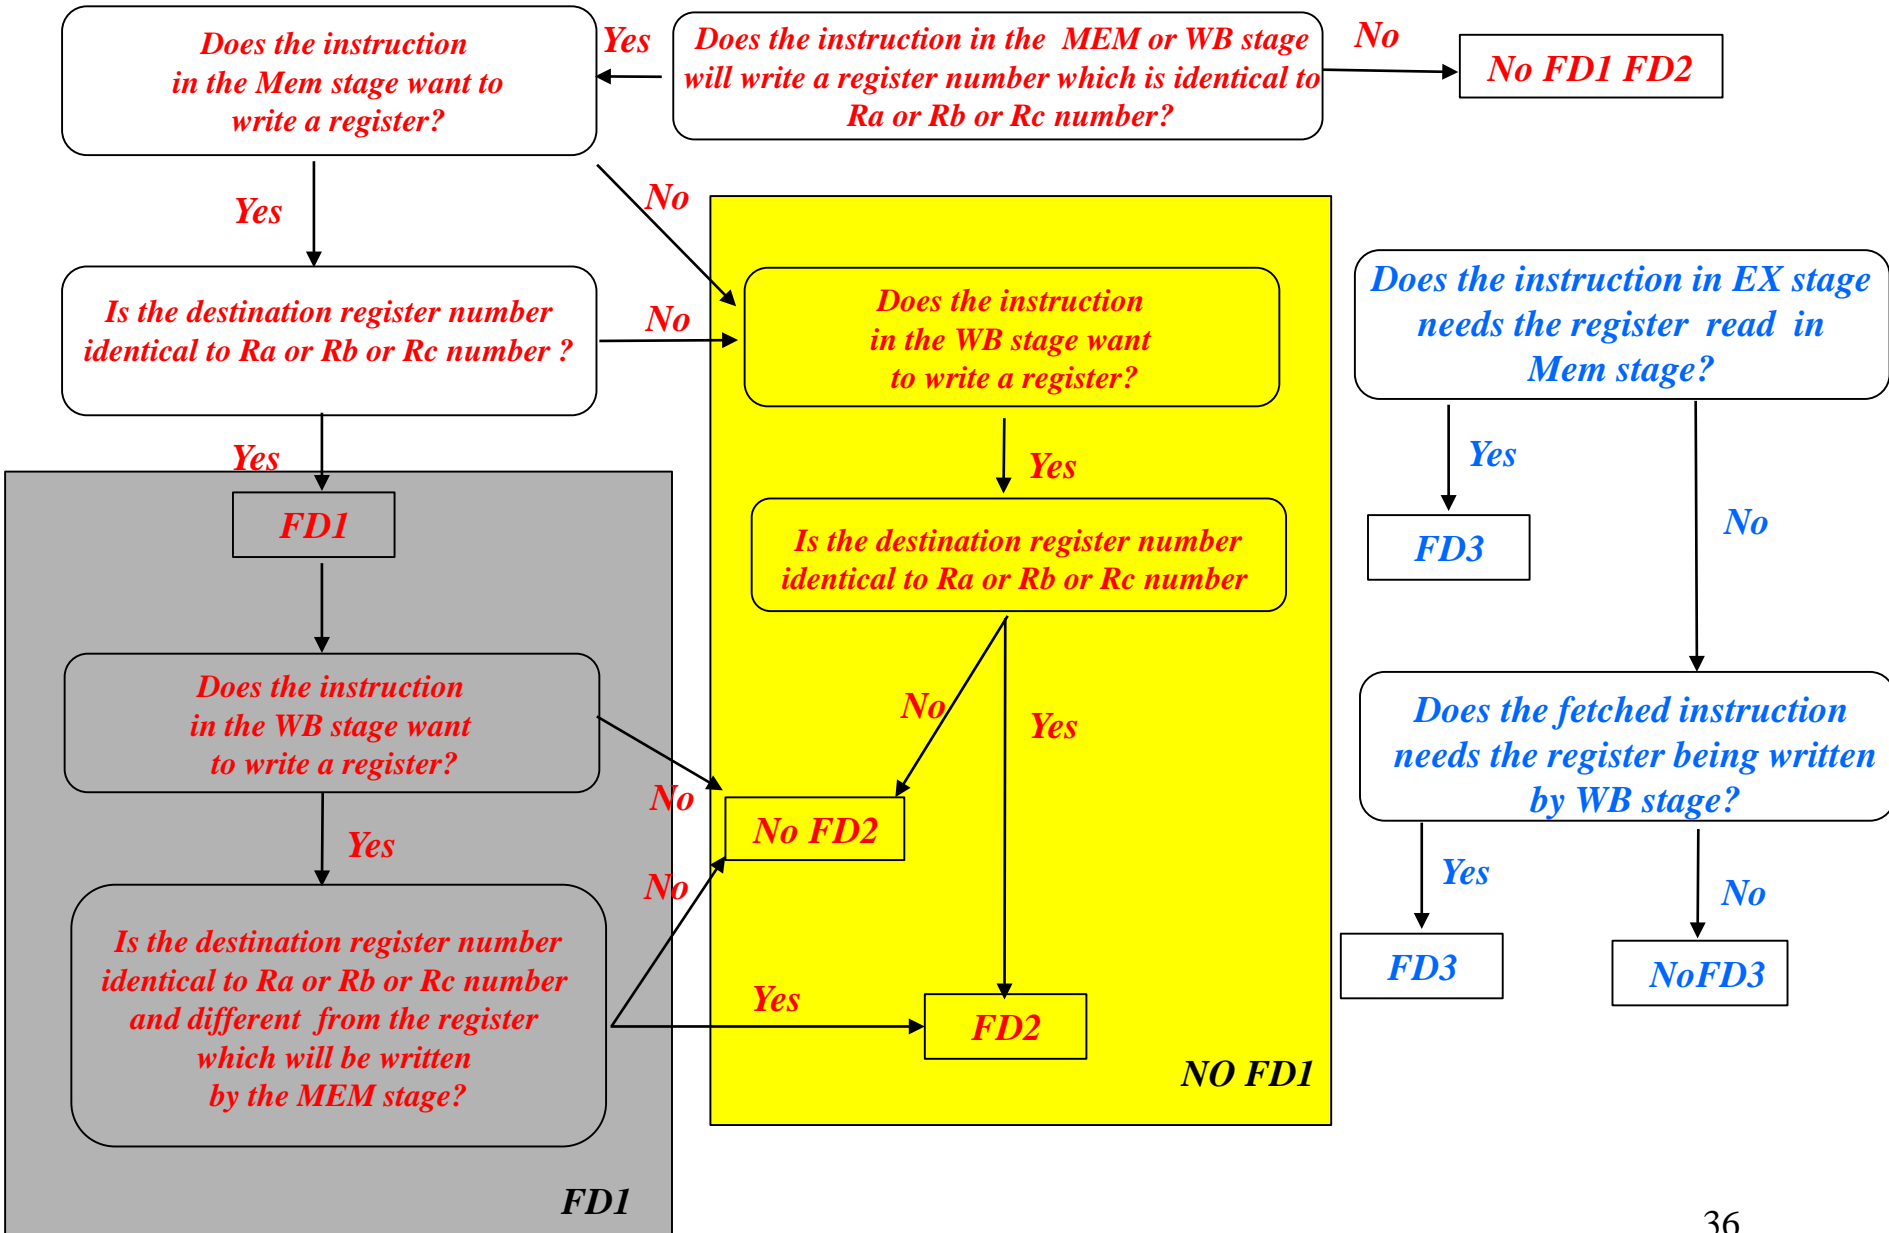 Does the instruction
in the Mem stage want to
write a register?
Yes
Does the instruction in the MEM or WB stage
will write a register number which is identical to
Ra or Rb or Rc number?
No
No FD1 FD2
Yes
No
Is the destination register number
identical to Ra or Rb or Rc number ?
No
Does the instruction
in the WB stage want
to write a register?
Does the instruction in EX stage
needs the register read in
Mem stage?
Yes
Yes
Yes
No
FD1
Is the destination register number
identical to Ra or Rb or Rc number
FD3
Does the instruction
in the WB stage want
to write a register?
No
Yes
Does the fetched instruction
needs the register being written
by WB stage?
No
No FD2
Yes
No
Yes
No
Is the destination register number
identical to Ra or Rb or Rc number
and different from the register
which will be written
by the MEM stage?
Yes
FD2
FD3
NoFD3
NO FD1
FD1
36